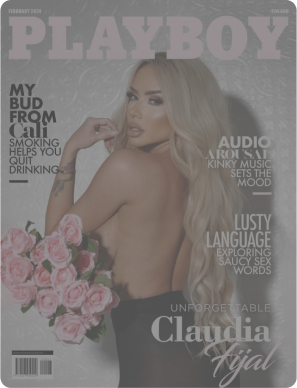 PLAYBOY
MY
BUD
FROM
Cali
SMOKING
HELPS YOU
QUIT
DRINKING
AUDIO
AROUSAL
KINKY MUSIC
SETS THE
MOOD
LUSTY
LANGUAGE
EXPLORING
SAUCY SEX
WORDS
UNFORGETTABLE
Claudia
Fijal